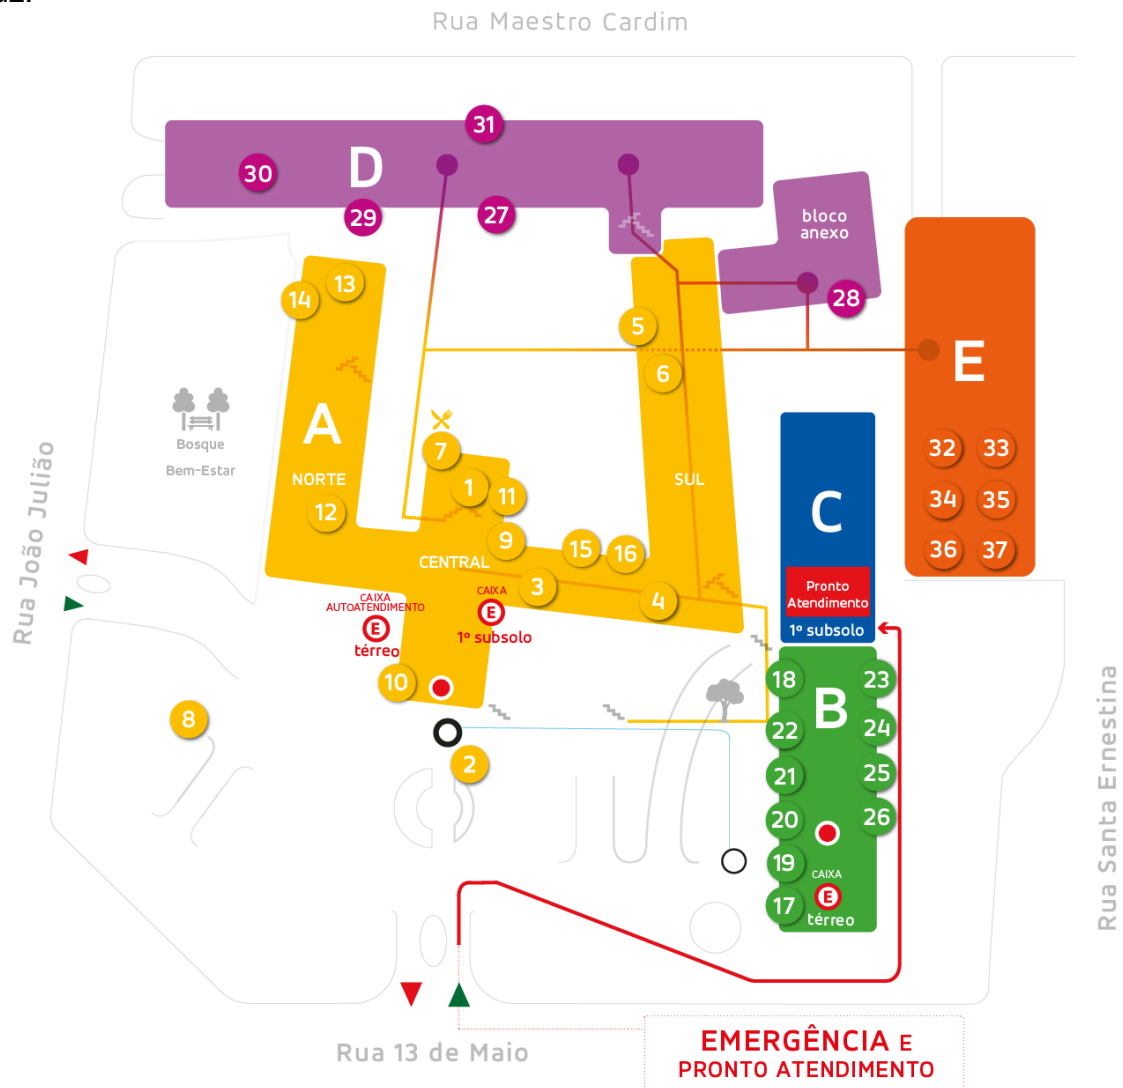 Rua Maestro Cardim
31
30
D
29
27
bloco
anexo
28
14
13
5
6
E
A
NORTE
12
Bosque
Bem-Estar
7
1
11
9
CENTRAL
15
16
3
4
SUL
C
32
33
34
35
36
37
Pronto
Atendimento
1º subsolo
Rua João Julião
CAIXA
AUTOATENDIMENTO
E
térreo
CAIXA
E
1º subsolo
10
8
2
18
23
B
22
24
21
25
20
26
19
CAIXA
E
17
térreo
Rua Santa Ernestina
Rua 13 de Maio
EMERGÊNCIA E
PRONTO ATENDIMENTO